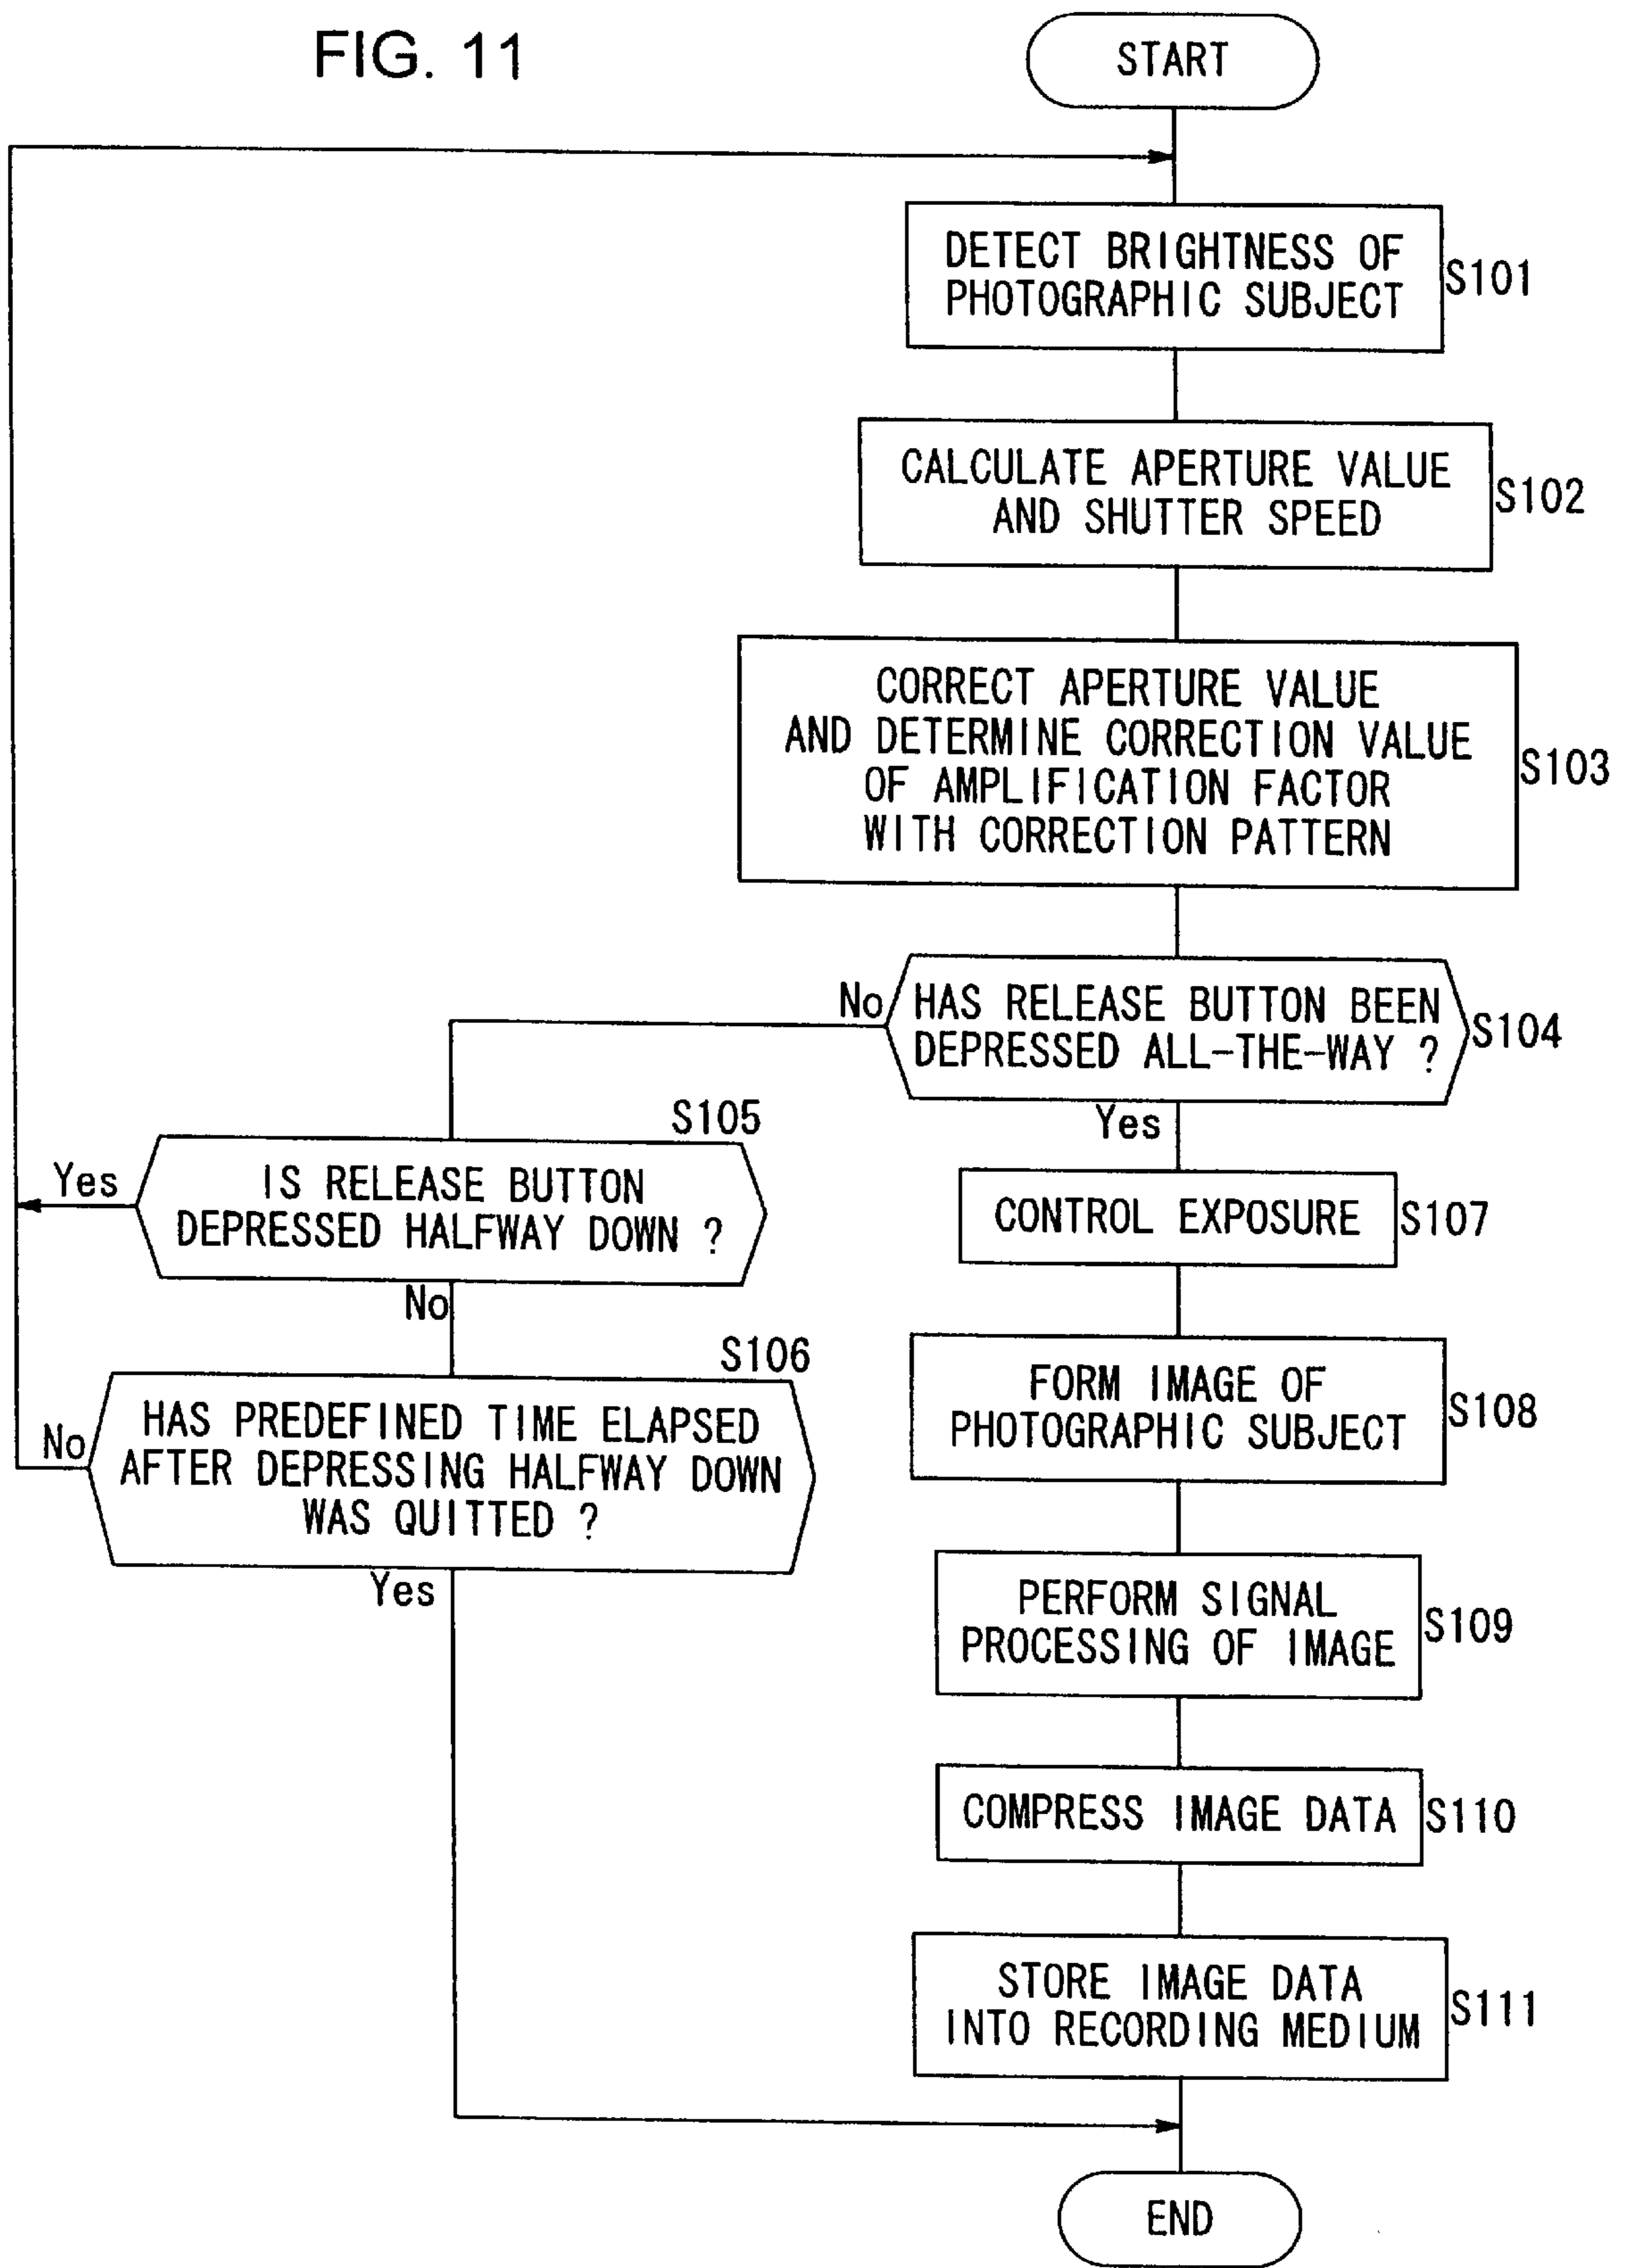 FIG. 11
START
DETECT BRIGHTNESS OF
PHOTOGRAPHIC SUBJECT
S101
CALCULATE APERTURE VALUE
AND SHUTTER SPEED
S102
CORRECT APERTURE VALUE
AND DETERMINE CORRECTION VALUE
OF AMPLIFICATION FACTOR
WITH CORRECTION PATTERN
S103
No
HAS RELEASE BUTTON BEEN
DEPRESSED ALL-THE-WAY ?
S104
Yes
S105
Yes
IS RELEASE BUTTON
DEPRESSED HALFWAY DOWN ?
No
S106
No
HAS PREDEFINED TIME ELAPSED
AFTER DEPRESSING HALFWAY DOWN
WAS QUITTED ?
Yes
CONTROL EXPOSURE
S107
FORM IMAGE OF
PHOTOGRAPHIC SUBJECT
S108
PERFORM SIGNAL
PROCESSING OF IMAGE
S109
COMPRESS IMAGE DATA
S110
STORE IMAGE DATA
INTO RECORDING MEDIUM
S111
END